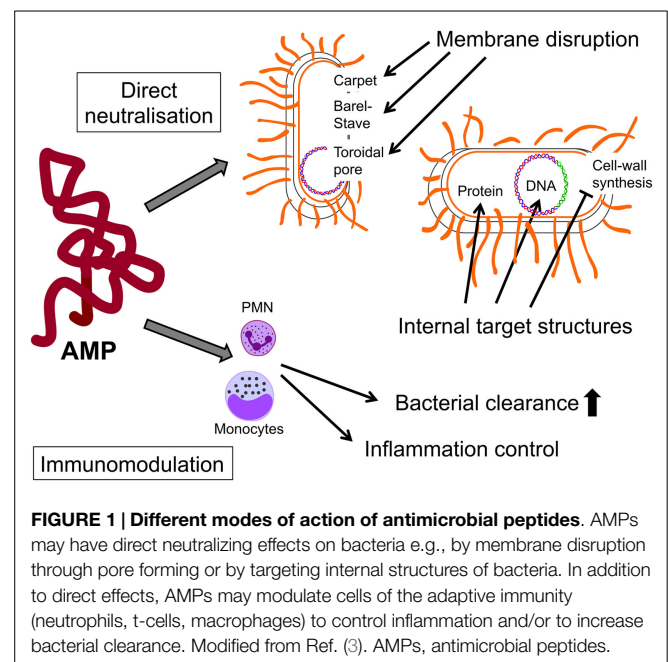 Membrane disruption
Direct
neutralisation
Carpet
Barel-
Stave
Toroidal
pore
Protein
DNA
Cell-wall
synthesis
AMP
PMN
Monocytes
Internal target structures
Bacterial clearance
Inflammation control
Immunomodulation
FIGURE 1 | Different modes of action of antimicrobial peptides. AMPs
may have direct neutralizing effects on bacteria e.g., by membrane disruption
through pore forming or by targeting internal structures of bacteria. In addition
to direct effects, AMPs may modulate cells of the adaptive immunity
(neutrophils, t-cells, macrophages) to control inflammation and/or to increase
bacterial clearance. Modified from Ref. (3). AMPs, antimicrobial peptides.